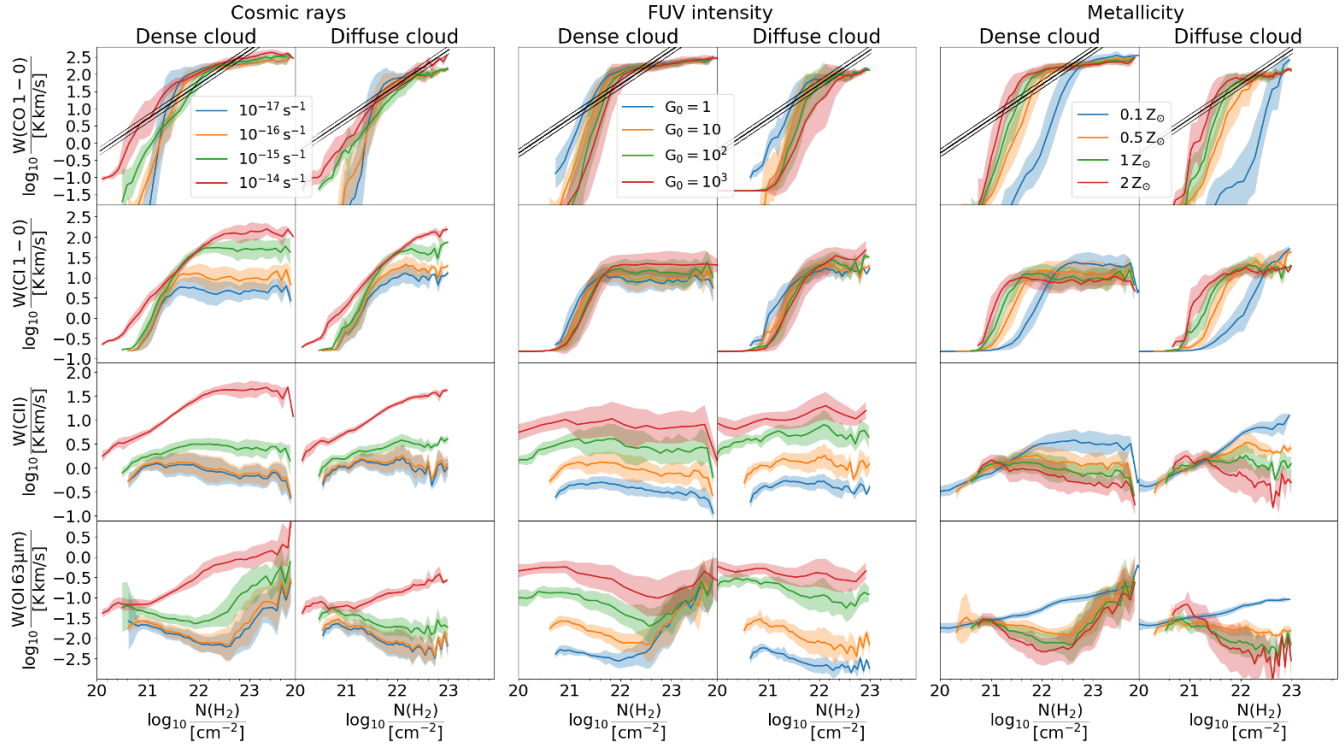 Cosmic rays FUV intensity Metallicity
Dense cloud Diffuse cloud Dense cloud Diffuse cloud Dense cloud Diffuse cloud
log₁₀ W(CO 1 − 0) / [K km/s]
2.5
2.0
1.5
1.0
0.5
0.0
−0.5
−1.0
−1.5
10⁻¹⁷ s⁻¹
10⁻¹⁶ s⁻¹
10⁻¹⁵ s⁻¹
10⁻¹⁴ s⁻¹
G₀ = 1
G₀ = 10
G₀ = 10²
G₀ = 10³
0.1 Z⊙
0.5 Z⊙
1 Z⊙
2 Z⊙
log₁₀ W(CI 1 − 0) / [K km/s]
2.5
2.0
1.5
1.0
0.5
0.0
−0.5
−1.0
log₁₀ W(CII) / [K km/s]
2.0
1.5
1.0
0.5
0.0
−0.5
−1.0
log₁₀ W(OI63μm) / [K km/s]
0.5
0.0
−0.5
−1.0
−1.5
−2.0
−2.5
20 21 22 23 20 21 22 23 20 21 22 23 20 21 22 23 20 21 22 23 20 21 22 23
log₁₀ N(H₂) / [cm⁻²] log₁₀ N(H₂) / [cm⁻²] log₁₀ N(H₂) / [cm⁻²] log₁₀ N(H₂) / [cm⁻²] log₁₀ N(H₂) / [cm⁻²] log₁₀ N(H₂) / [cm⁻²]